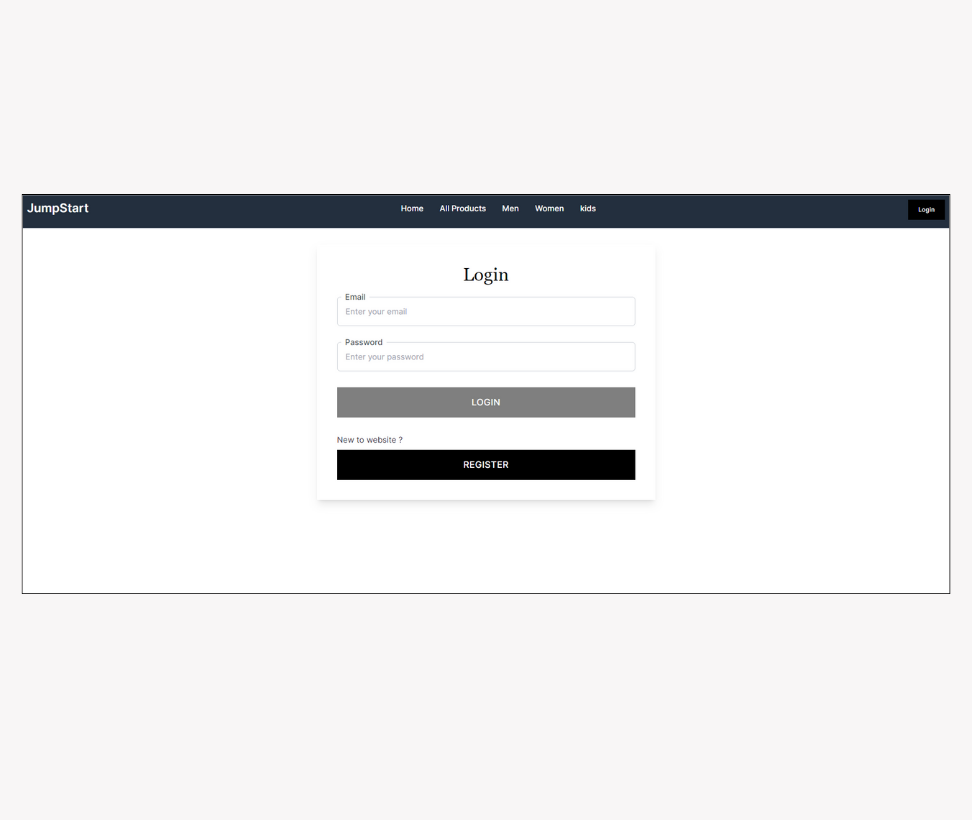 JumpStart Home All Products Men Women kids Login
Login
Email
Enter your email
Password
Enter your password
LOGIN
New to website ?
REGISTER